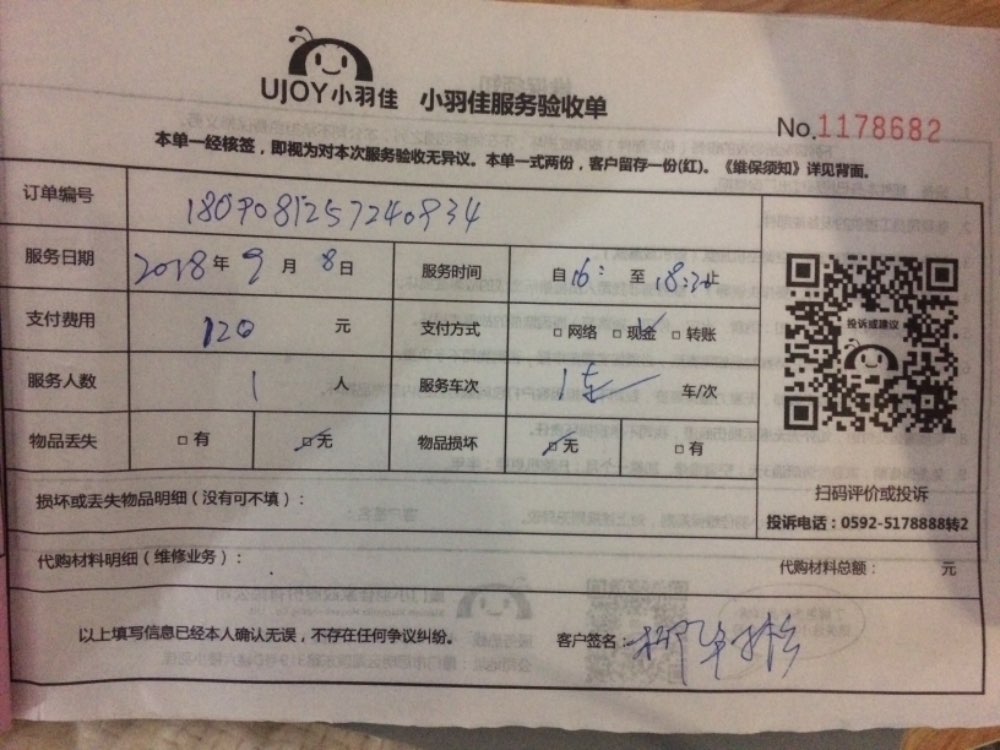 UJOY小羽佳 小羽佳服务验收单
No.1178682
本单一经核签，即视为对本次服务验收无异议。本单一式两份，客户留存一份(红)。《维保须知》详见背面。
订单编号
服务日期 2018年9月8日 服务时间 自16: 至18:30止
支付费用 120 元 支付方式 □网络 □现金 □转账
服务人数 1 人 服务车次 1车 车/次
物品丢失 □有 □无 物品损坏 □无 □有
投诉或建议
扫码评价或投诉
投诉电话：0592-5178888转2
损坏或丢失物品明细（没有可不填）：
代购材料明细（维修业务）： 代购材料总额： 元
以上填写信息已经本人确认无误，不存在任何争议纠纷。 客户签名：